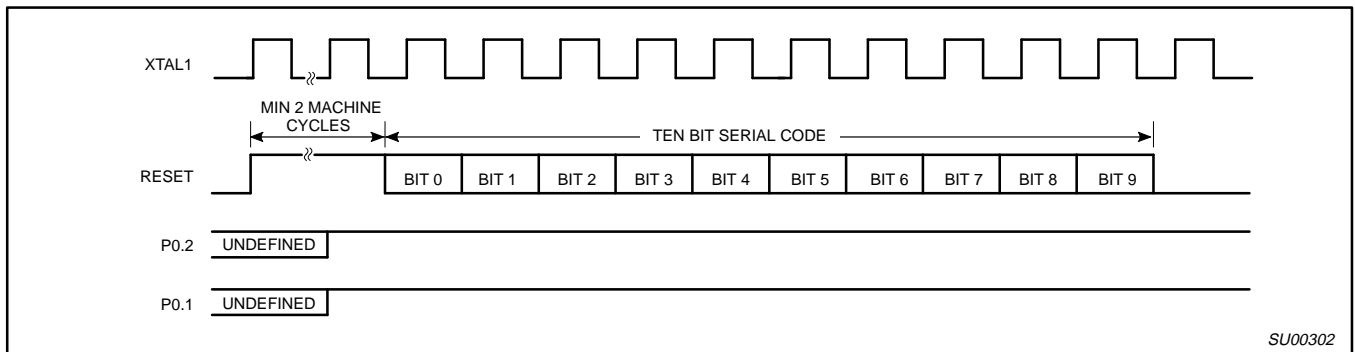 XTAL1
MIN 2 MACHINE
CYCLES
TEN BIT SERIAL CODE
RESET
BIT 0 BIT 1 BIT 2 BIT 3 BIT 4 BIT 5 BIT 6 BIT 7 BIT 8 BIT 9
P0.2 UNDEFINED
P0.1 UNDEFINED
SU00302